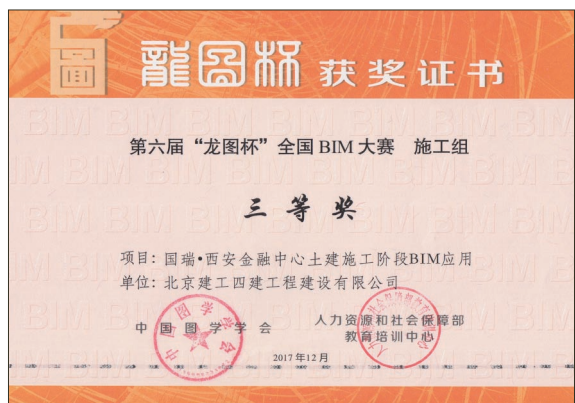 龍圖杯 获奖证书
第六届“龙图杯”全国BIM大赛 施工组
三等奖
项目：国瑞•西安金融中心土建施工阶段BIM应用
单位：北京建工四建工程建设有限公司
中国图学学会
人力资源和社会保障部
教育培训中心
2017年12月